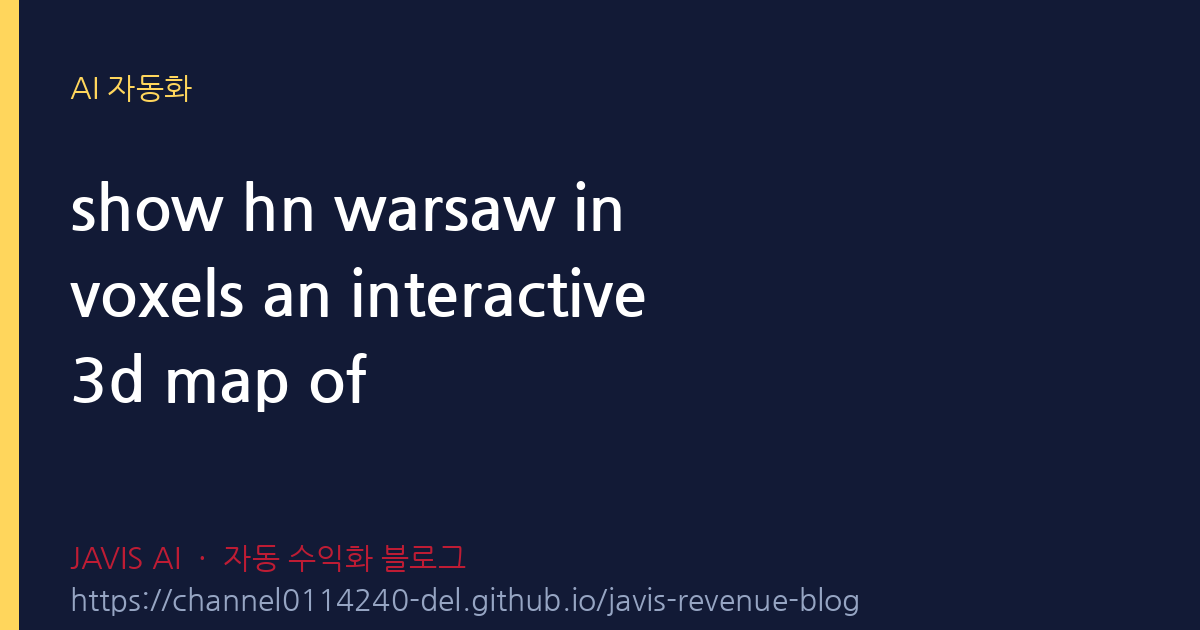 AI 자동화
show hn warsaw in
voxels an interactive
3d map of
JAVIS AI · 자동 수익화 블로그
https://channel0114240-del.github.io/javis-revenue-blog